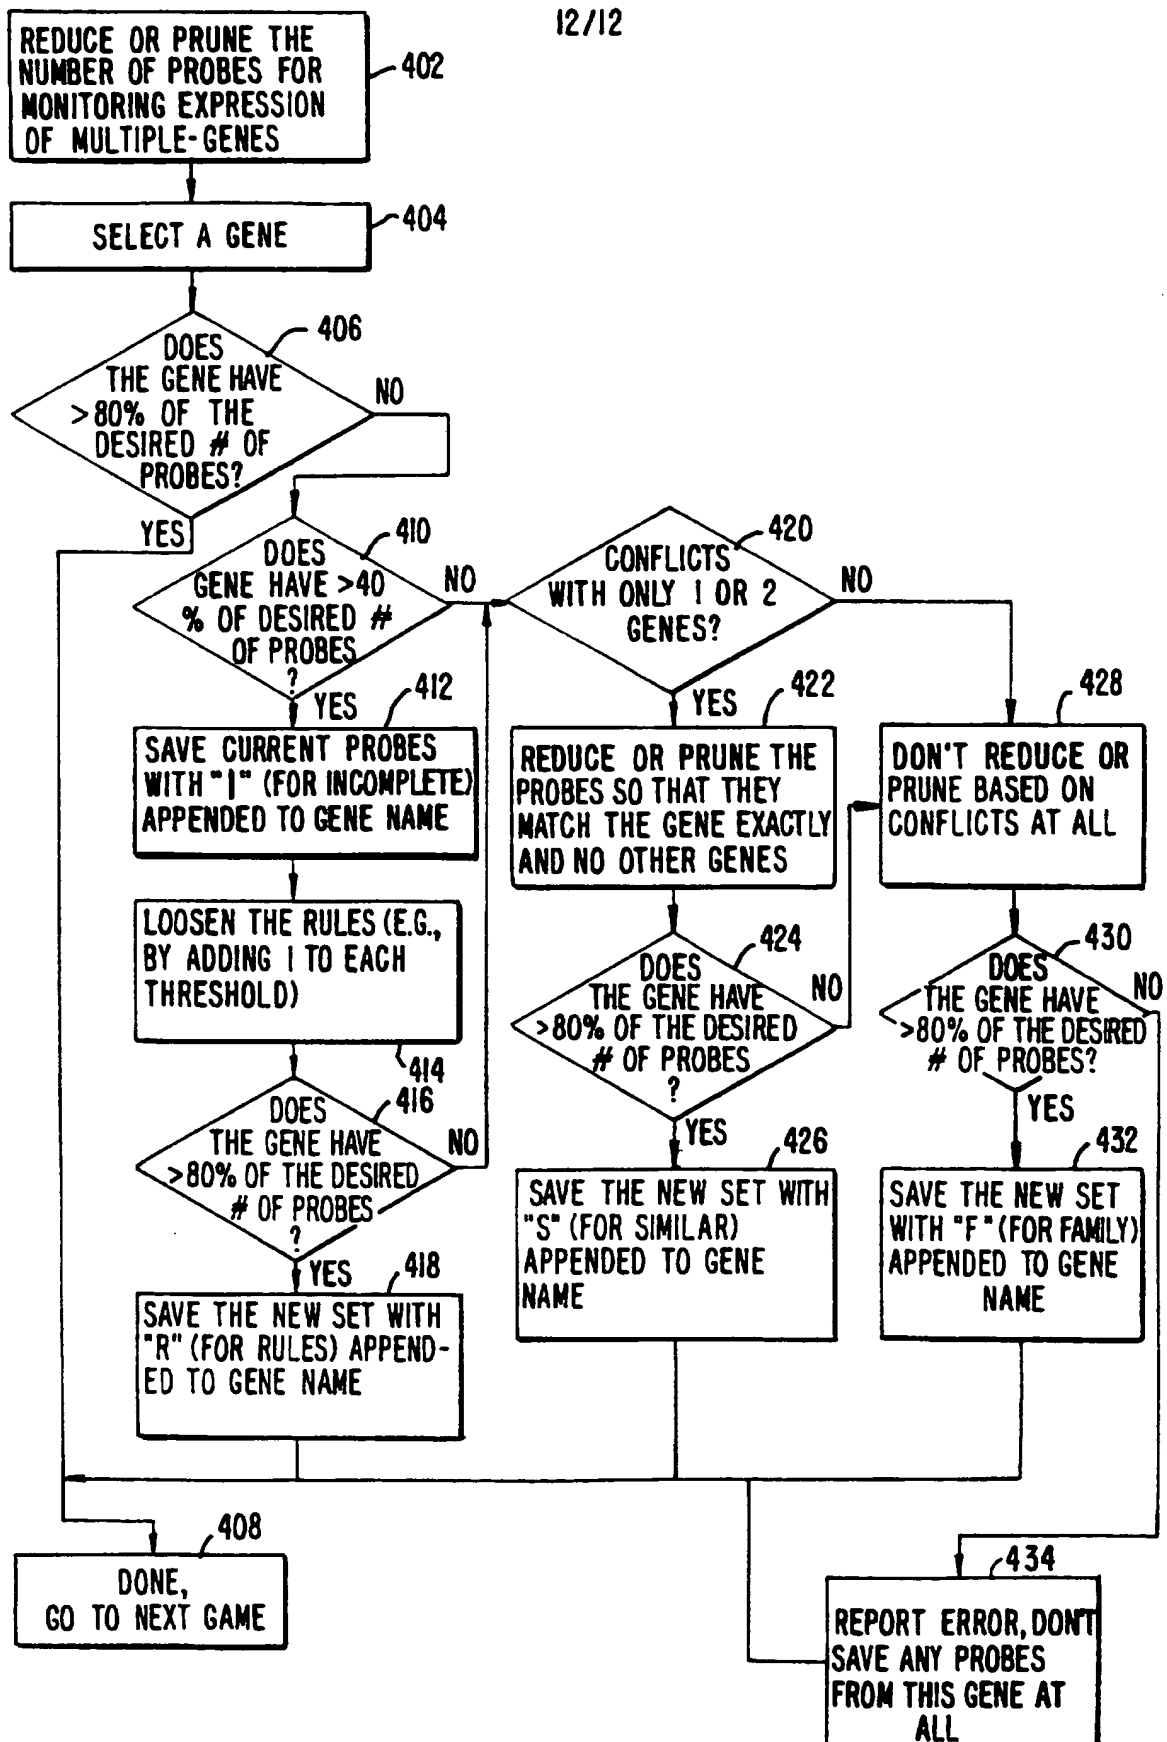 12/12
REDUCE OR PRUNE THE
NUMBER OF PROBES FOR
MONITORING EXPRESSION
OF MULTIPLE-GENES
402
SELECT A GENE
404
406
DOES
THE GENE HAVE
>80% OF THE
DESIRED # OF
PROBES?
NO
YES
410
DOES
GENE HAVE >40
% OF DESIRED #
OF PROBES
?
NO
YES
412
SAVE CURRENT PROBES
WITH "I" (FOR INCOMPLETE)
APPENDED TO GENE NAME
LOOSEN THE RULES (E.G.,
BY ADDING 1 TO EACH
THRESHOLD)
414
416
DOES
THE GENE HAVE
>80% OF THE DESIRED
# OF PROBES
?
NO
YES
418
SAVE THE NEW SET WITH
"R" (FOR RULES) APPEND-
ED TO GENE NAME
408
DONE,
GO TO NEXT GAME
420
CONFLICTS
WITH ONLY 1 OR 2
GENES?
NO
YES
422
REDUCE OR PRUNE THE
PROBES SO THAT THEY
MATCH THE GENE EXACTLY
AND NO OTHER GENES
424
DOES
THE GENE HAVE
>80% OF THE DESIRED
# OF PROBES
?
NO
YES
426
SAVE THE NEW SET WITH
"S" (FOR SIMILAR)
APPENDED TO GENE
NAME
428
DON'T REDUCE OR
PRUNE BASED ON
CONFLICTS AT ALL
430
DOES
THE GENE HAVE
>80% OF THE DESIRED
# OF PROBES?
NO
YES
432
SAVE THE NEW SET
WITH "F" (FOR FAMILY)
APPENDED TO GENE
NAME
434
REPORT ERROR, DON'T
SAVE ANY PROBES
FROM THIS GENE AT
ALL